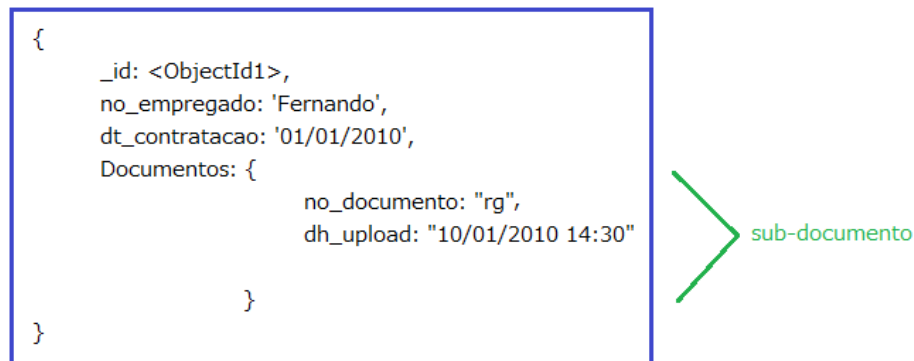 {
_id: <ObjectId1>,
no_empregado: 'Fernando',
dt_contratacao: '01/01/2010',
Documentos: {
no_documento: "rg",
dh_upload: "10/01/2010 14:30"
sub-documento
}
}